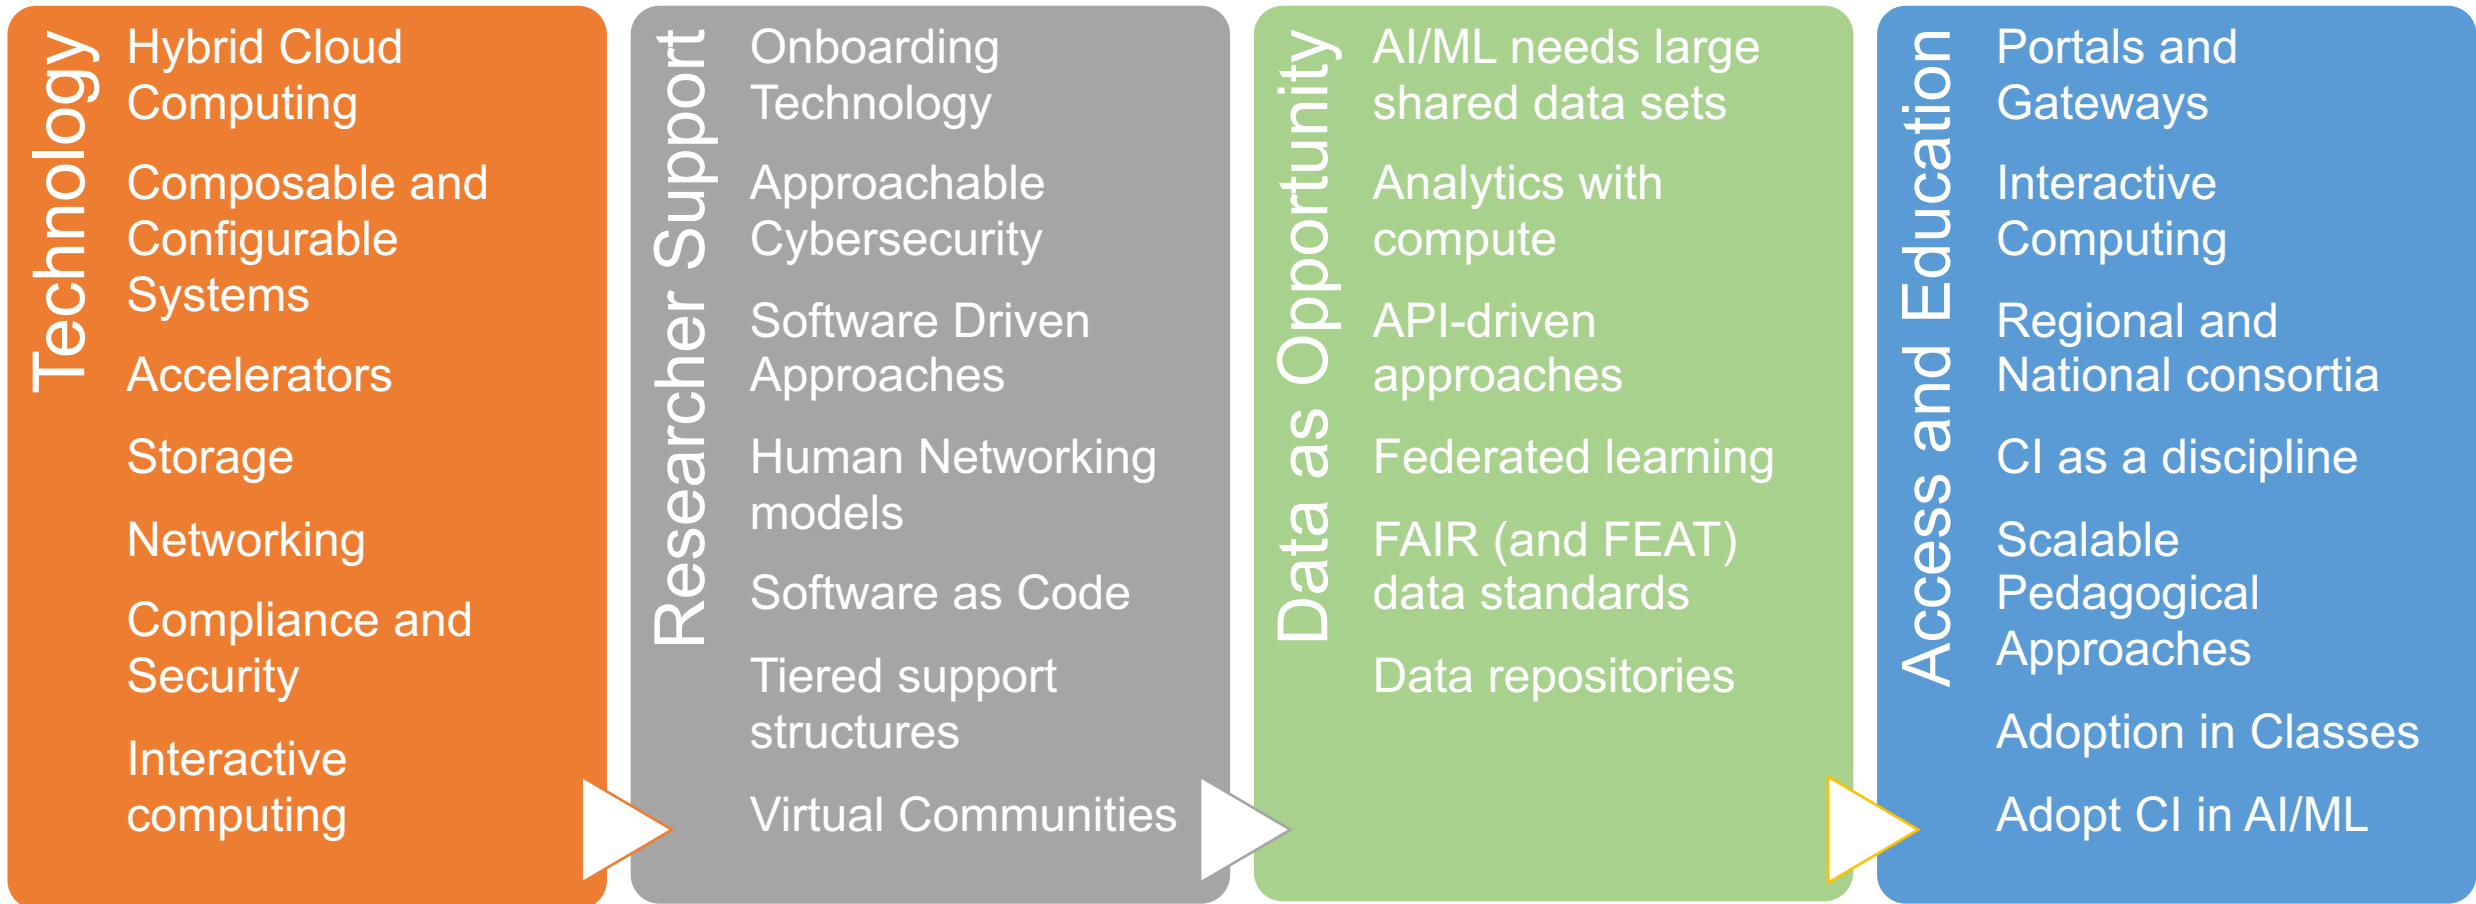 Technology
Hybrid Cloud
Computing
Composable and
Configurable
Systems
Accelerators
Storage
Networking
Compliance and
Security
Interactive
computing
Researcher Support
Onboarding
Technology
Approachable
Cybersecurity
Software Driven
Approaches
Human Networking
models
Software as Code
Tiered support
structures
Virtual Communities
Data as Opportunity
AI/ML needs large
shared data sets
Analytics with
compute
API-driven
approaches
Federated learning
FAIR (and FEAT)
data standards
Data repositories
Access and Education
Portals and
Gateways
Interactive
Computing
Regional and
National consortia
CI as a discipline
Scalable
Pedagogical
Approaches
Adoption in Classes
Adopt CI in AI/ML